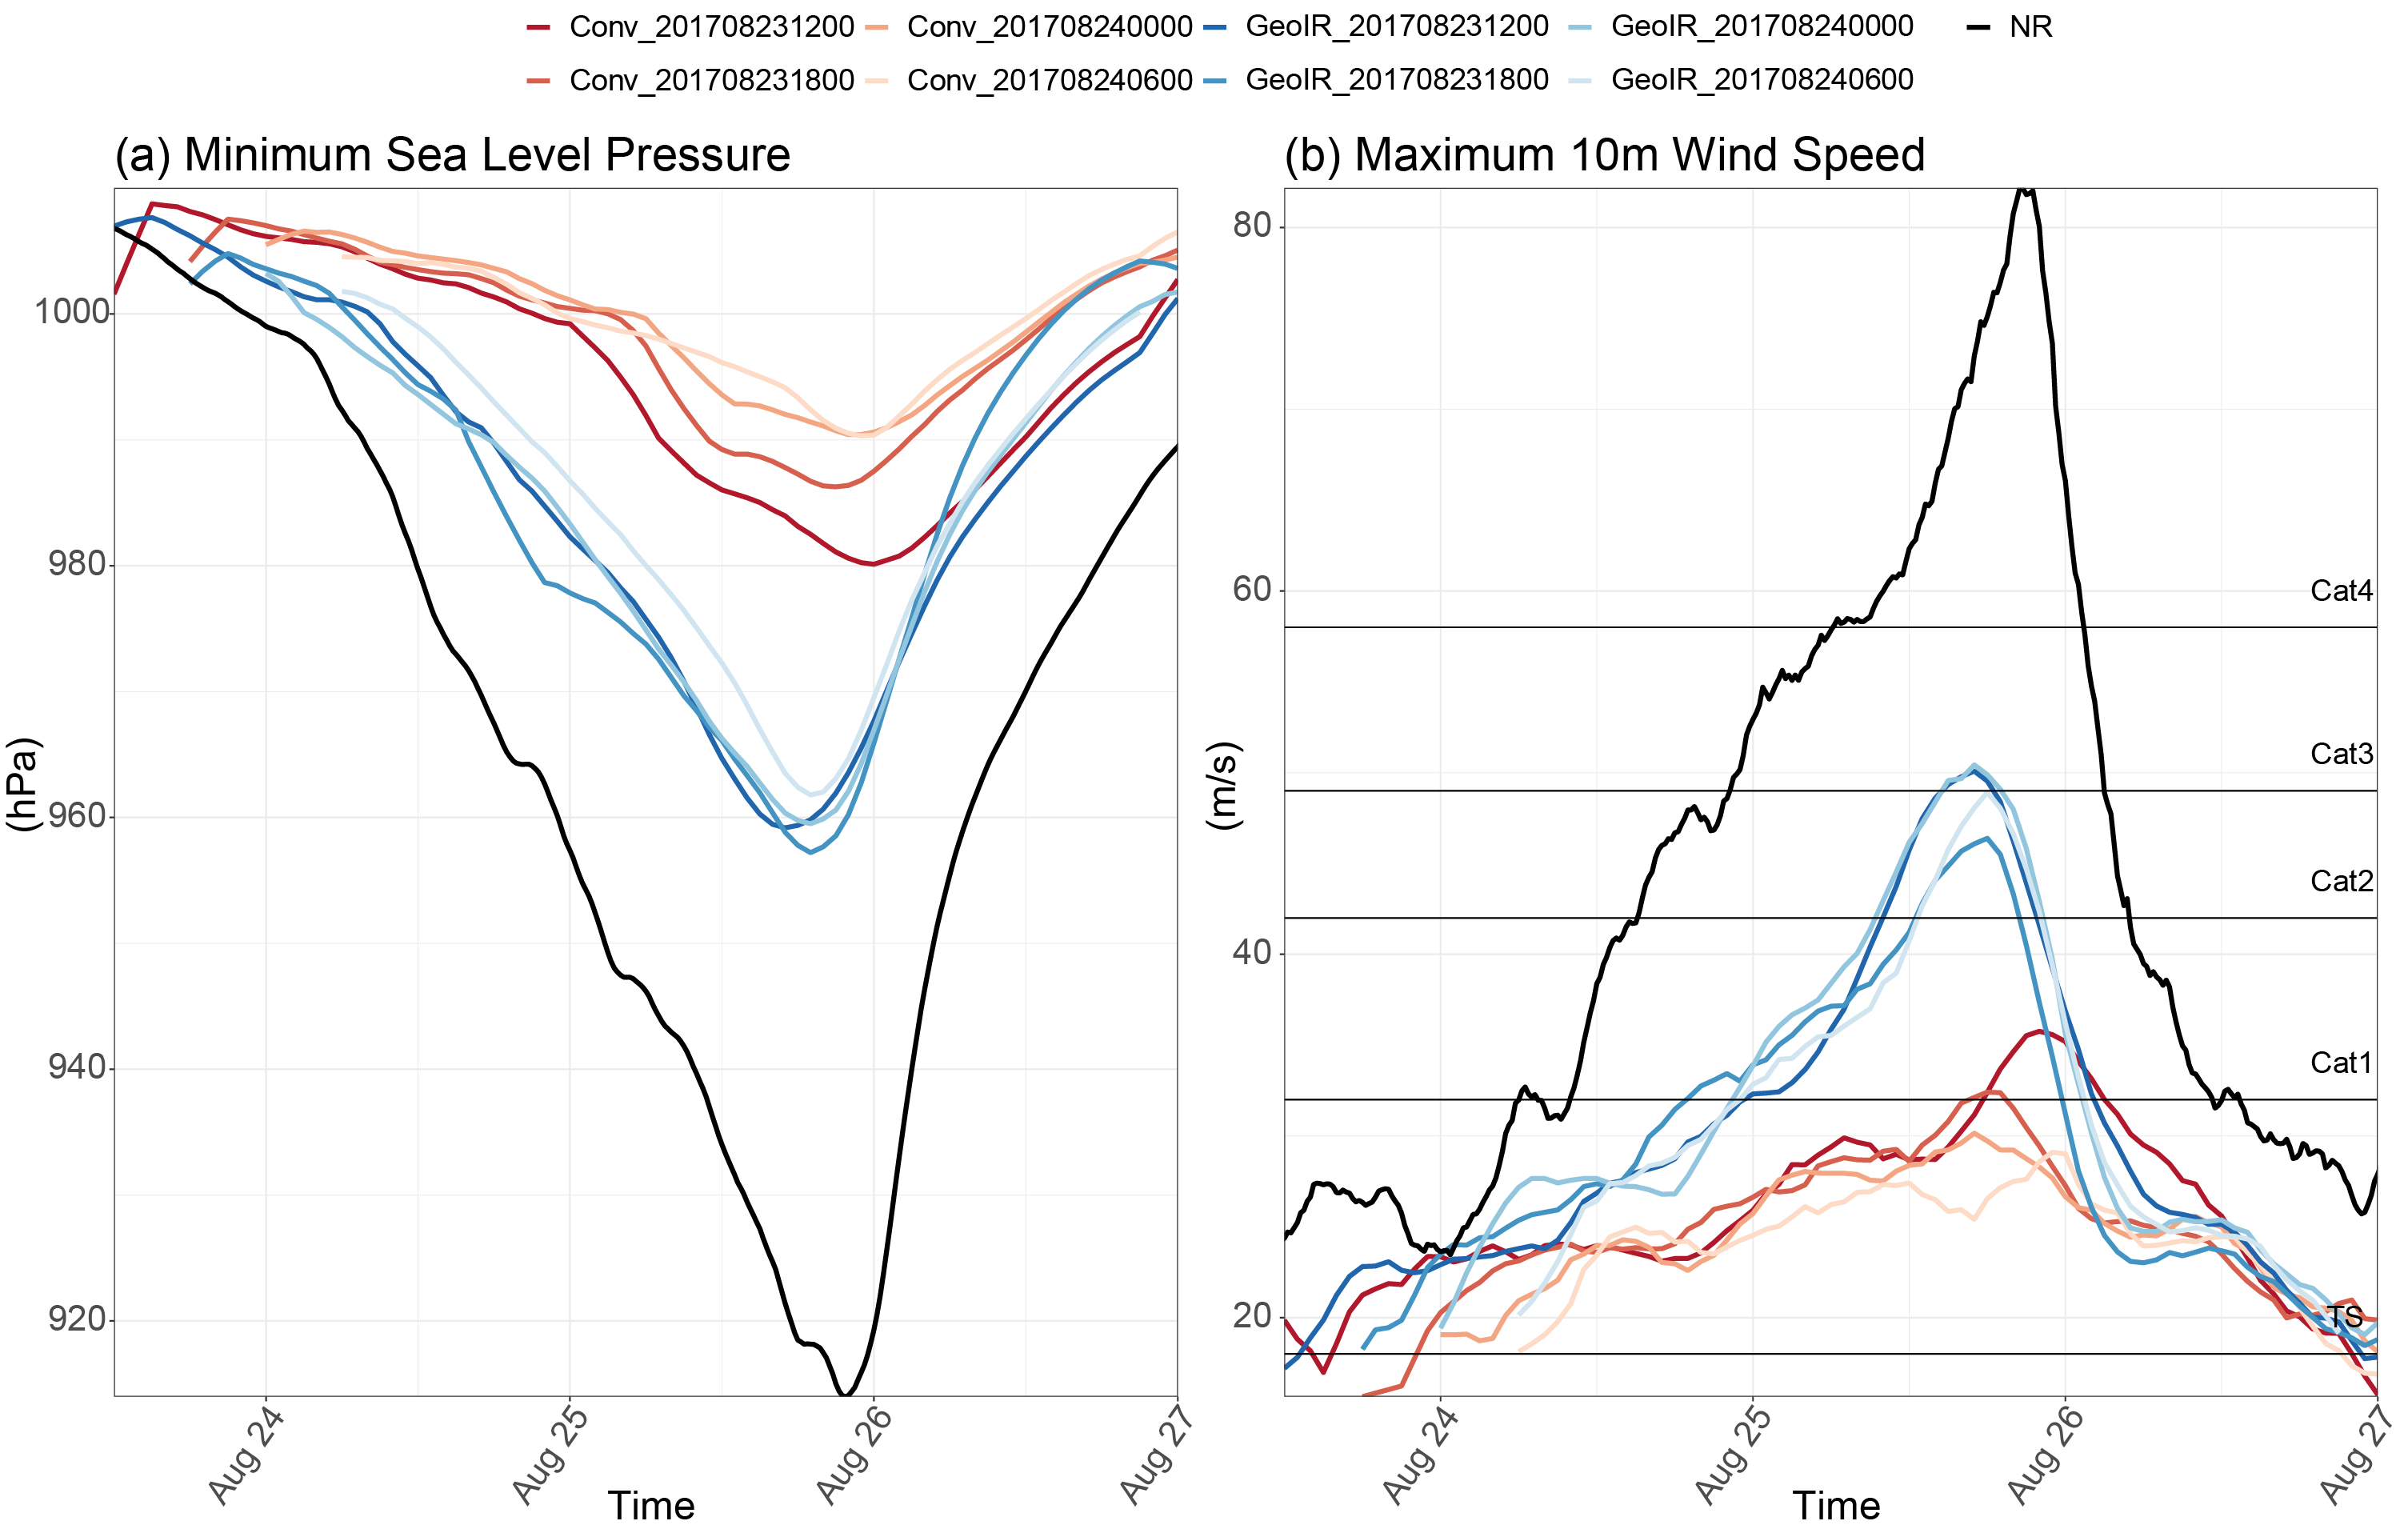 Conv_201708231200 Conv_201708240000 GeoIR_201708231200 GeoIR_201708240000 NR
Conv_201708231800 Conv_201708240600 GeoIR_201708231800 GeoIR_201708240600
(a) Minimum Sea Level Pressure
1000
980
960
940
920
(hPa)
Aug 24
Aug 25
Aug 26
Aug 27
Time
(b) Maximum 10m Wind Speed
80
60
40
20
(m/s)
Cat4
Cat3
Cat2
Cat1
TS
Aug 24
Aug 25
Aug 26
Aug 27
Time